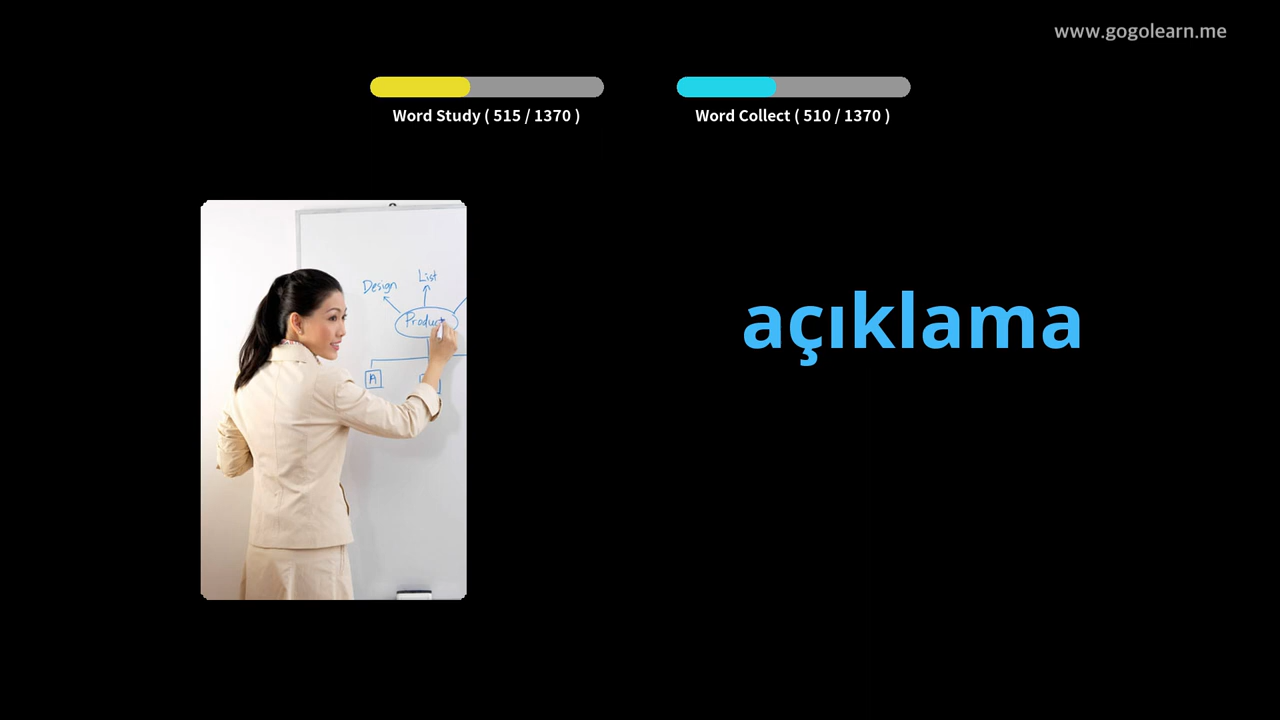 www.gogolearn.me
Word Study ( 515 / 1370 )
Word Collect ( 510 / 1370 )
List
Design
Product
A
açıklama